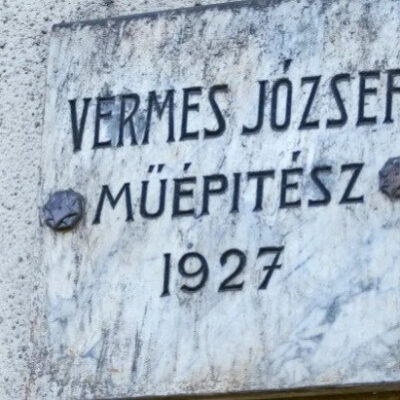 VERMES JÓZSEF
MŰÉPITÉSZ
1927